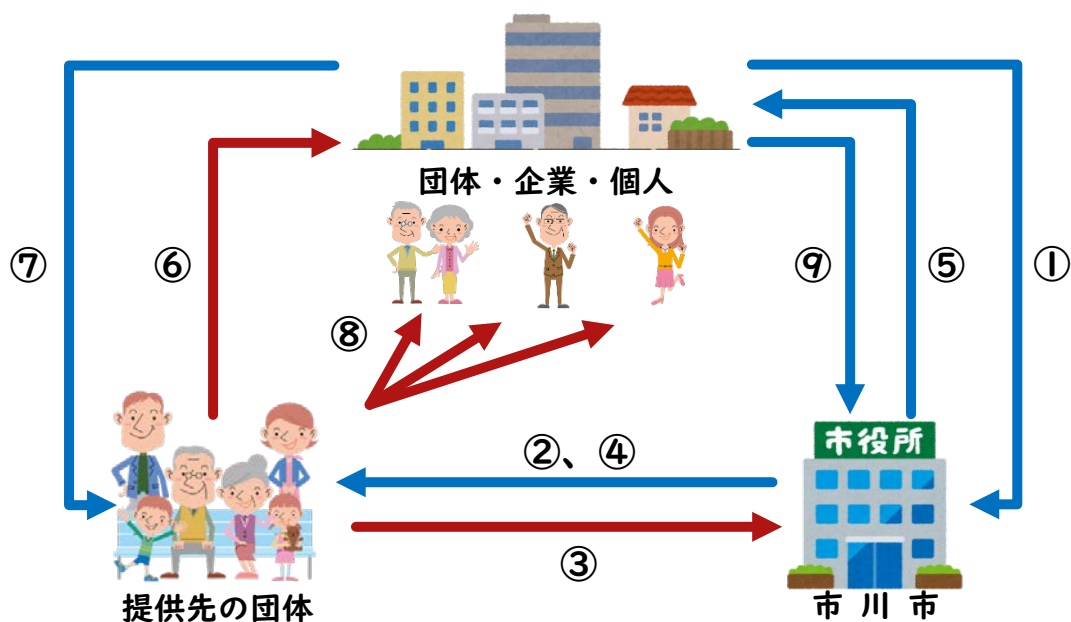 団体・企業・個人
⑦
⑥
⑨
⑤
①
⑧
②、④
市役所
③
提供先の団体
市川市